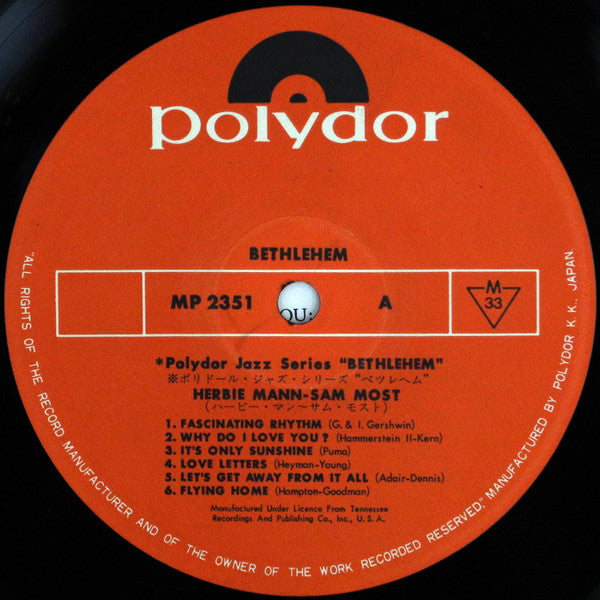 polydor
BETHLEHEM
MP 2351
QU:
A
M
33
*Polydor Jazz Series "BETHLEHEM"
※ポリドール・ジャズ・シリーズ "ベツレヘム"
HERBIE MANN-SAM MOST
(ハービー・マン〜サム・モスト)
1. FASCINATING RHYTHM (G. & I. Gershwin)
2. WHY DO I LOVE YOU? (Hammerstein II-Kern)
3. IT'S ONLY SUNSHINE (Puma)
4. LOVE LETTERS (Heyman-Young)
5. LET'S GET AWAY FROM IT ALL (Adair-Dennis)
6. FLYING HOME (Hampton-Goodman)
Manufactured Under Licence From Tennessee
Recordings And Publishing Co., Inc., U.S.A.
"ALL RIGHTS OF THE RECORD MANUFACTURER AND OF THE OWNER OF THE WORK RECORDED RESERVED;" MANUFACTURED BY POLYDOR K.K., JAPAN.